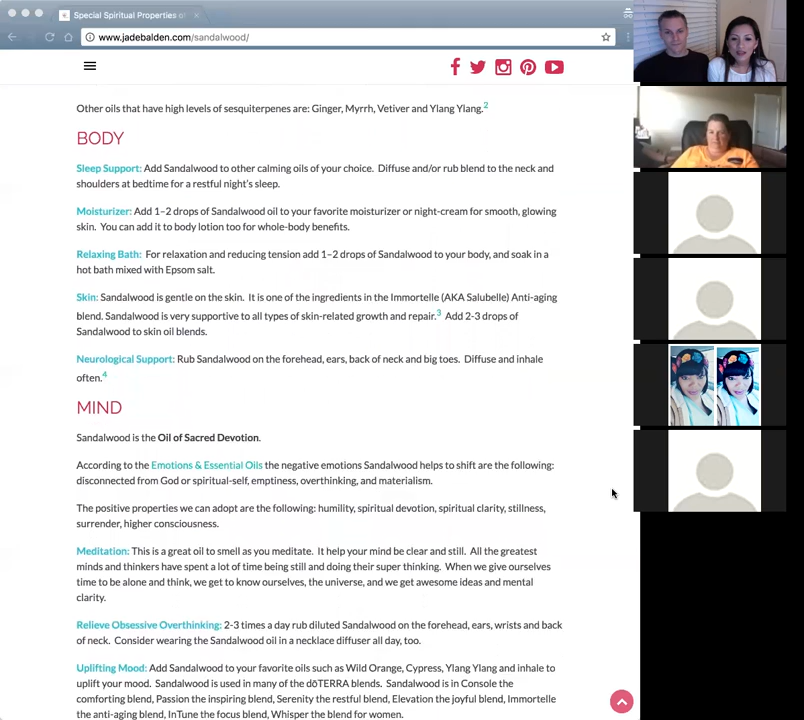 Special Spiritual Properties of
www.jadebalden.com/sandalwood/
Other oils that have high levels of sesquiterpenes are: Ginger, Myrrh, Vetiver and Ylang Ylang.2
BODY
Sleep Support: Add Sandalwood to other calming oils of your choice. Diffuse and/or rub blend to the neck and
shoulders at bedtime for a restful night's sleep.
Moisturizer: Add 1–2 drops of Sandalwood oil to your favorite moisturizer or night-cream for smooth, glowing
skin. You can add it to body lotion too for whole-body benefits.
Relaxing Bath: For relaxation and reducing tension add 1–2 drops of Sandalwood to your body, and soak in a
hot bath mixed with Epsom salt.
Skin: Sandalwood is gentle on the skin. It is one of the ingredients in the Immortelle (AKA Salubelle) Anti-aging
blend. Sandalwood is very supportive to all types of skin-related growth and repair.3 Add 2-3 drops of
Sandalwood to skin oil blends.
Neurological Support: Rub Sandalwood on the forehead, ears, back of neck and big toes. Diffuse and inhale
often.4
MIND
Sandalwood is the Oil of Sacred Devotion.
According to the Emotions & Essential Oils the negative emotions Sandalwood helps to shift are the following:
disconnected from God or spiritual-self, emptiness, overthinking, and materialism.
The positive properties we can adopt are the following: humility, spiritual devotion, spiritual clarity, stillness,
surrender, higher consciousness.
Meditation: This is a great oil to smell as you meditate. It help your mind be clear and still. All the greatest
minds and thinkers have spent a lot of time being still and doing their super thinking. When we give ourselves
time to be alone and think, we get to know ourselves, the universe, and we get awesome ideas and mental
clarity.
Relieve Obsessive Overthinking: 2-3 times a day rub diluted Sandalwood on the forehead, ears, wrists and back
of neck. Consider wearing the Sandalwood oil in a necklace diffuser all day, too.
Uplifting Mood: Add Sandalwood to your favorite oils such as Wild Orange, Cypress, Ylang Ylang and inhale to
uplift your mood. Sandalwood is used in many of the dōTERRA blends. Sandalwood is in Console the
comforting blend, Passion the inspiring blend, Serenity the restful blend, Elevation the joyful blend, Immortelle
the anti-aging blend, InTune the focus blend, Whisper the blend for women.